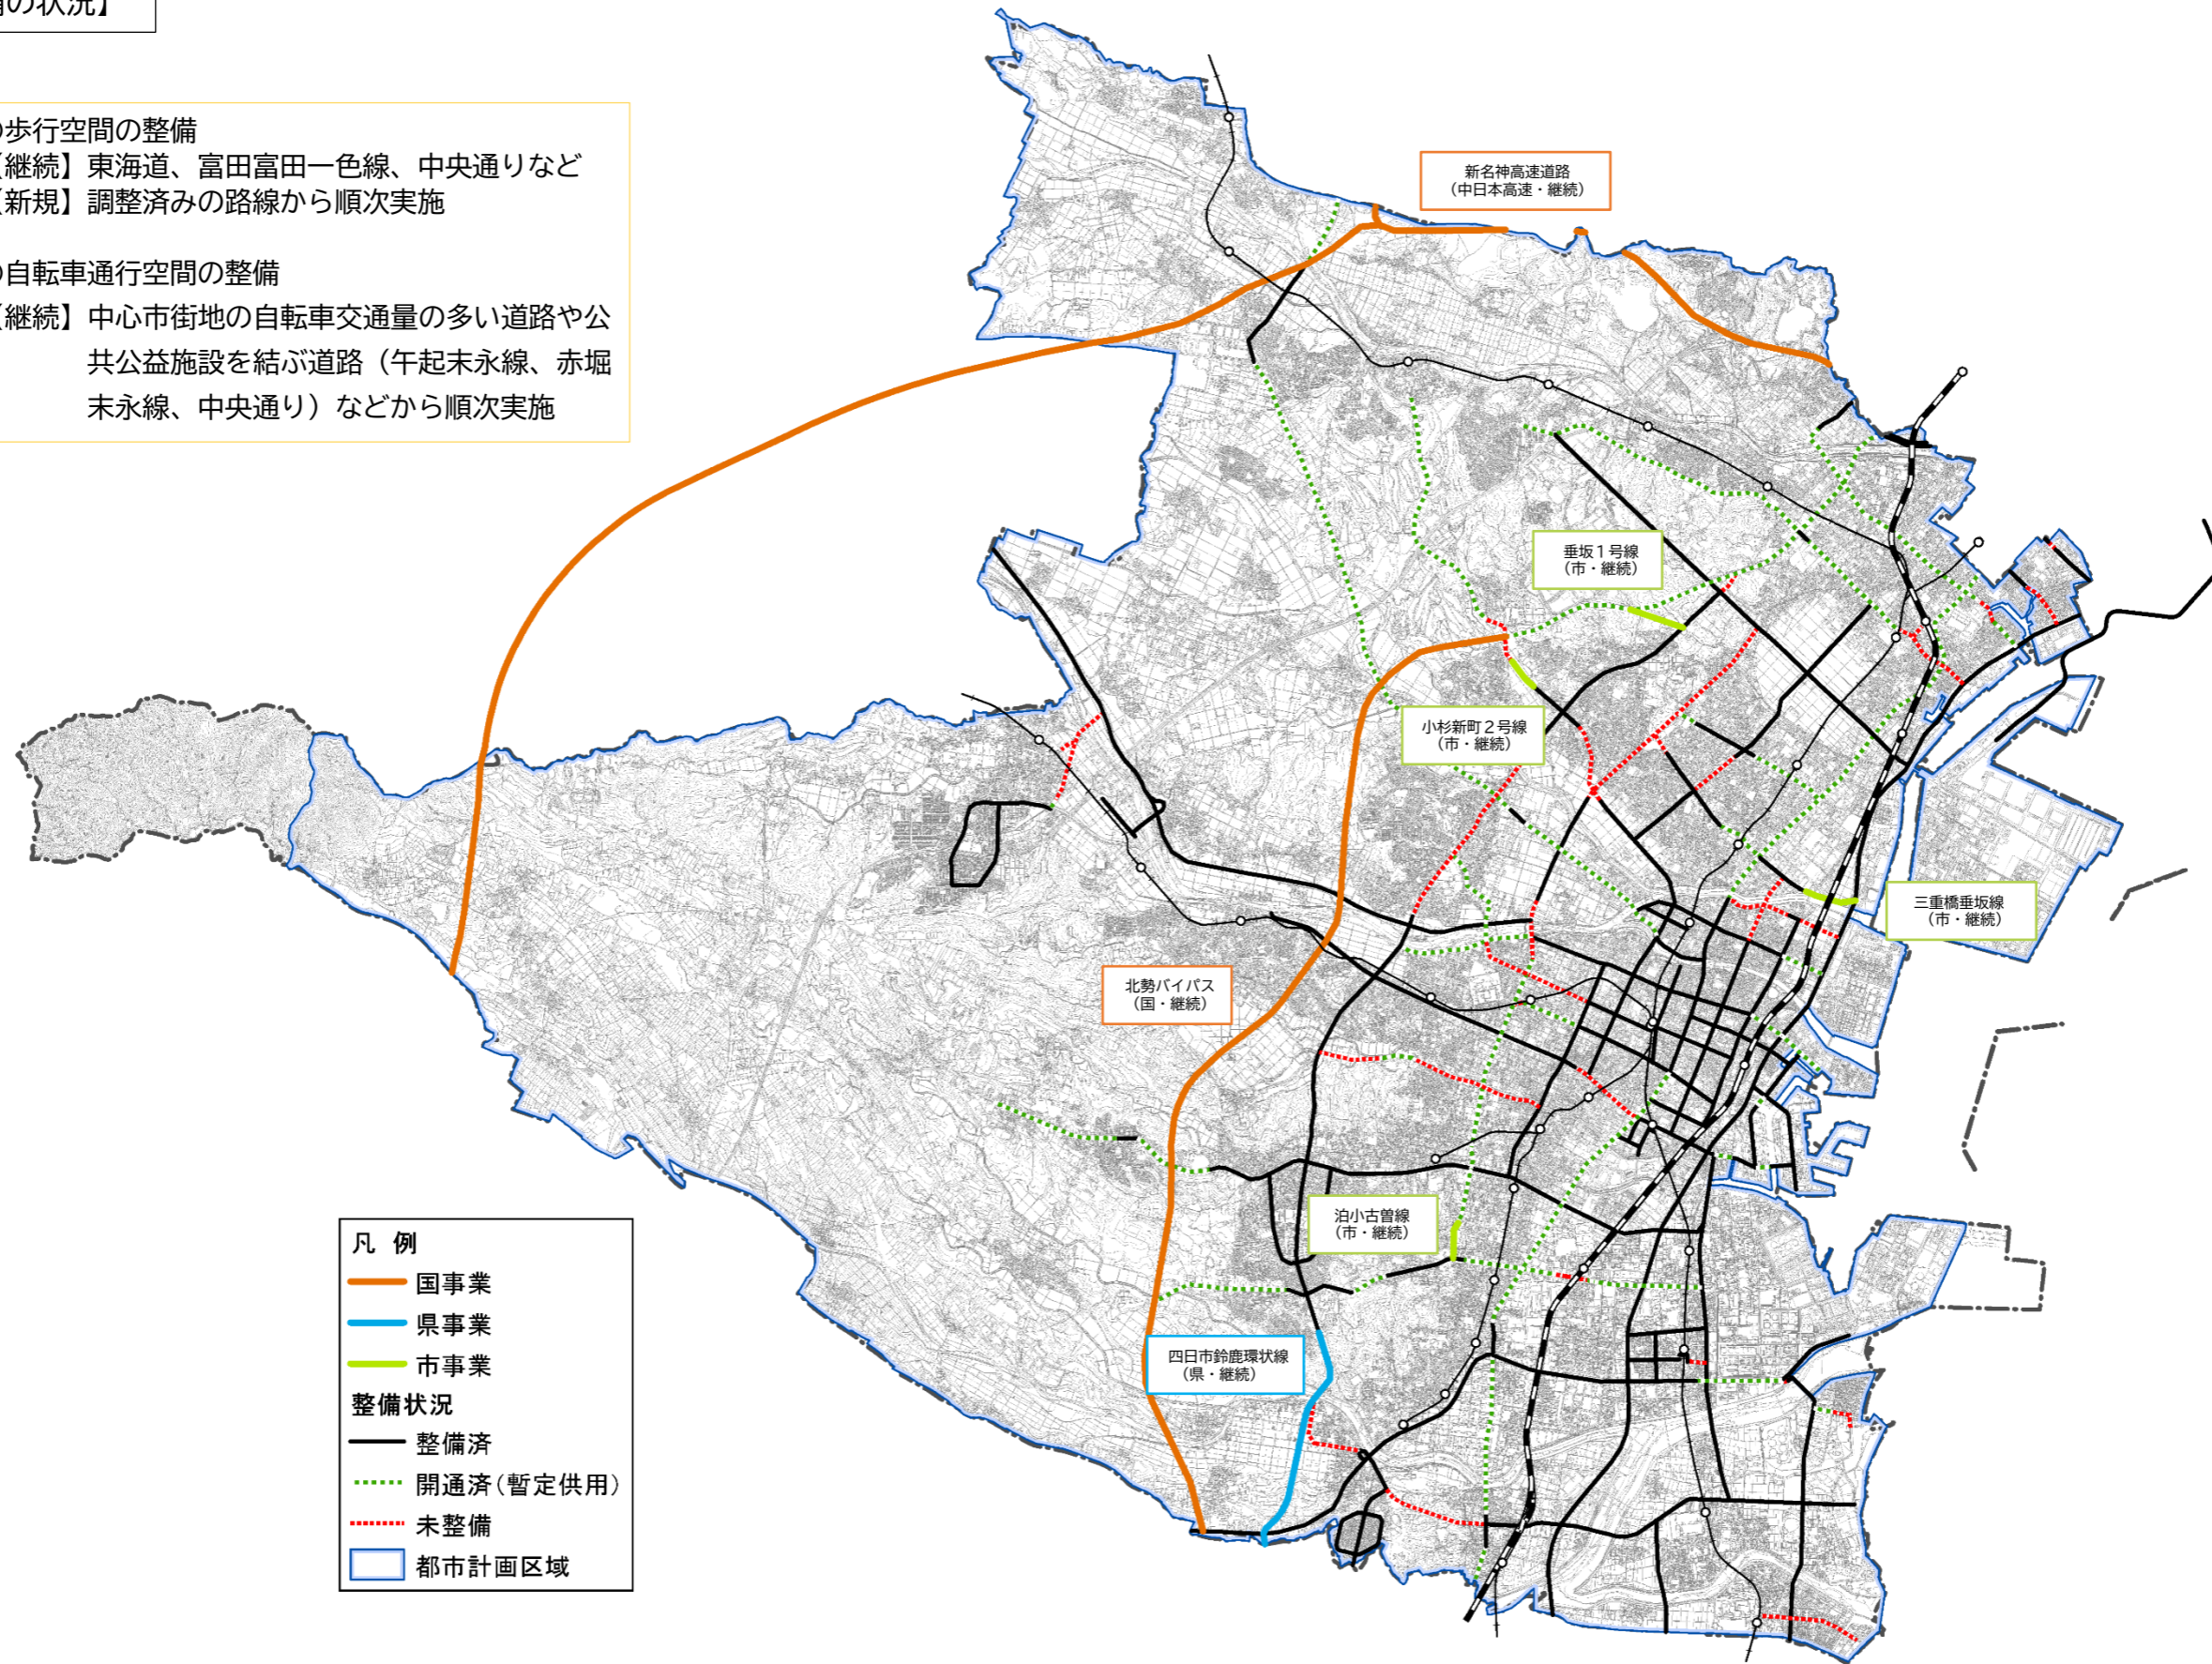 備の状況】
の歩行空間の整備
【継続】東海道、富田富田一色線、中央通りなど
【新規】調整済みの路線から順次実施
の自転車通行空間の整備
【継続】中心市街地の自転車交通量の多い道路や公
共公益施設を結ぶ道路（午起末永線、赤堀
末永線、中央通り）などから順次実施
新名神高速道路
（中日本高速・継続）
垂坂１号線
（市・継続）
小杉新町２号線
（市・継続）
三重橋垂坂線
（市・継続）
北勢バイパス
（国・継続）
泊小古曽線
（市・継続）
四日市鈴鹿環状線
（県・継続）
凡 例
国事業
県事業
市事業
整備状況
整備済
開通済（暫定供用）
未整備
都市計画区域